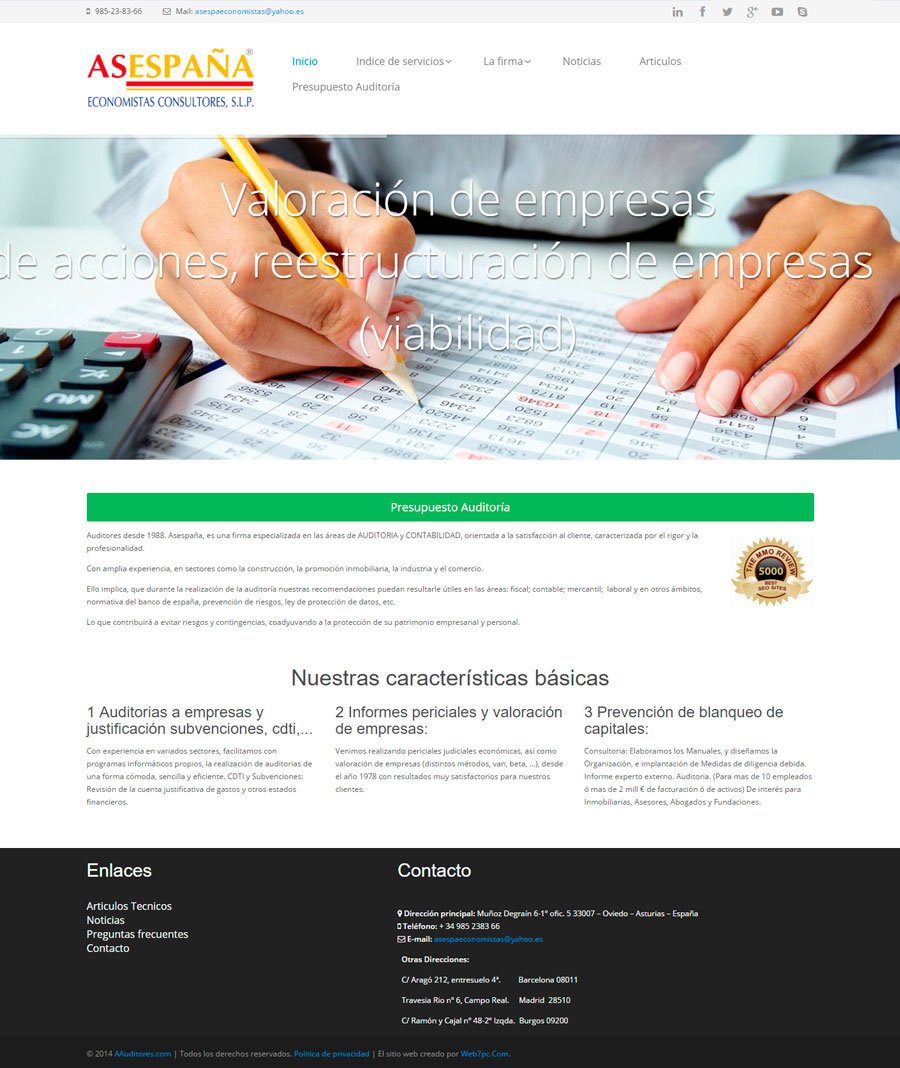 985-23-83-66 Mail: asespaeconomistas@yahoo.es
ASESPAÑA®
ECONOMISTAS CONSULTORES, S.L.P.
Inicio Indice de servicios La firma Noticias Articulos
Presupuesto Auditoría
Valoración de empresas
de acciones, reestructuración de empresas
(viabilidad)
Presupuesto Auditoría
Auditores desde 1988. Asespaña, es una firma especializada en las áreas de AUDITORIA y CONTABILIDAD, orientada a la satisfacción al cliente, caracterizada por el rigor y la
profesionalidad.
Con amplia experiencia, en sectores como la construcción, la promoción inmobiliaria, la industria y el comercio.
Ello implica, que durante la realización de la auditoría nuestras recomendaciones puedan resultarle útiles en las áreas: fiscal; contable; mercantil; laboral y en otros ámbitos,
normativa del banco de españa, prevención de riesgos, ley de protección de datos, etc.
Lo que contribuirá a evitar riesgos y contingencias, coadyuvando a la protección de su patrimonio empresarial y personal.
THE MMO REVIEW
5000
BEST
SEO SITES
Nuestras características básicas
1 Auditorias a empresas y
justificación subvenciones, cdti,...
Con experiencia en variados sectores, facilitamos con
programas informáticos propios, la realización de auditorias de
una forma cómoda, sencilla y eficiente. CDTI y Subvenciones:
Revisión de la cuenta justificativa de gastos y otros estados
financieros.
2 Informes periciales y valoración
de empresas:
Venimos realizando periciales judiciales económicas, así como
valoración de empresas (distintos métodos, van, beta, ...), desde
el año 1978 con resultados muy satisfactorios para nuestros
clientes.
3 Prevención de blanqueo de
capitales:
Consultoria: Elaboramos los Manuales, y diseñamos la
Organización, e implantación de Medidas de diligencia debida.
Informe experto externo. Auditoria. (Para mas de 10 empleados
ó mas de 2 mill € de facturación ó de activos) De interés para
Inmobiliarias, Asesores, Abogados y Fundaciones.
Enlaces
Articulos Tecnicos
Noticias
Preguntas frecuentes
Contacto
Contacto
Dirección principal: Muñoz Degraín 6-1º ofic. 5 33007 – Oviedo – Asturias – España
Teléfono: + 34 985 2383 66
E-mail: asespaeconomistas@yahoo.es
Otras Direcciones:
C/ Aragó 212, entresuelo 4ª. Barcelona 08011
Travesia Rio nº 6, Campo Real. Madrid 28510
C/ Ramón y Cajal nº 48-2º Izqda. Burgos 09200
© 2014 AAuditores.com | Todos los derechos reservados. Politica de privacidad | El sitio web creado por Web7pc.Com.